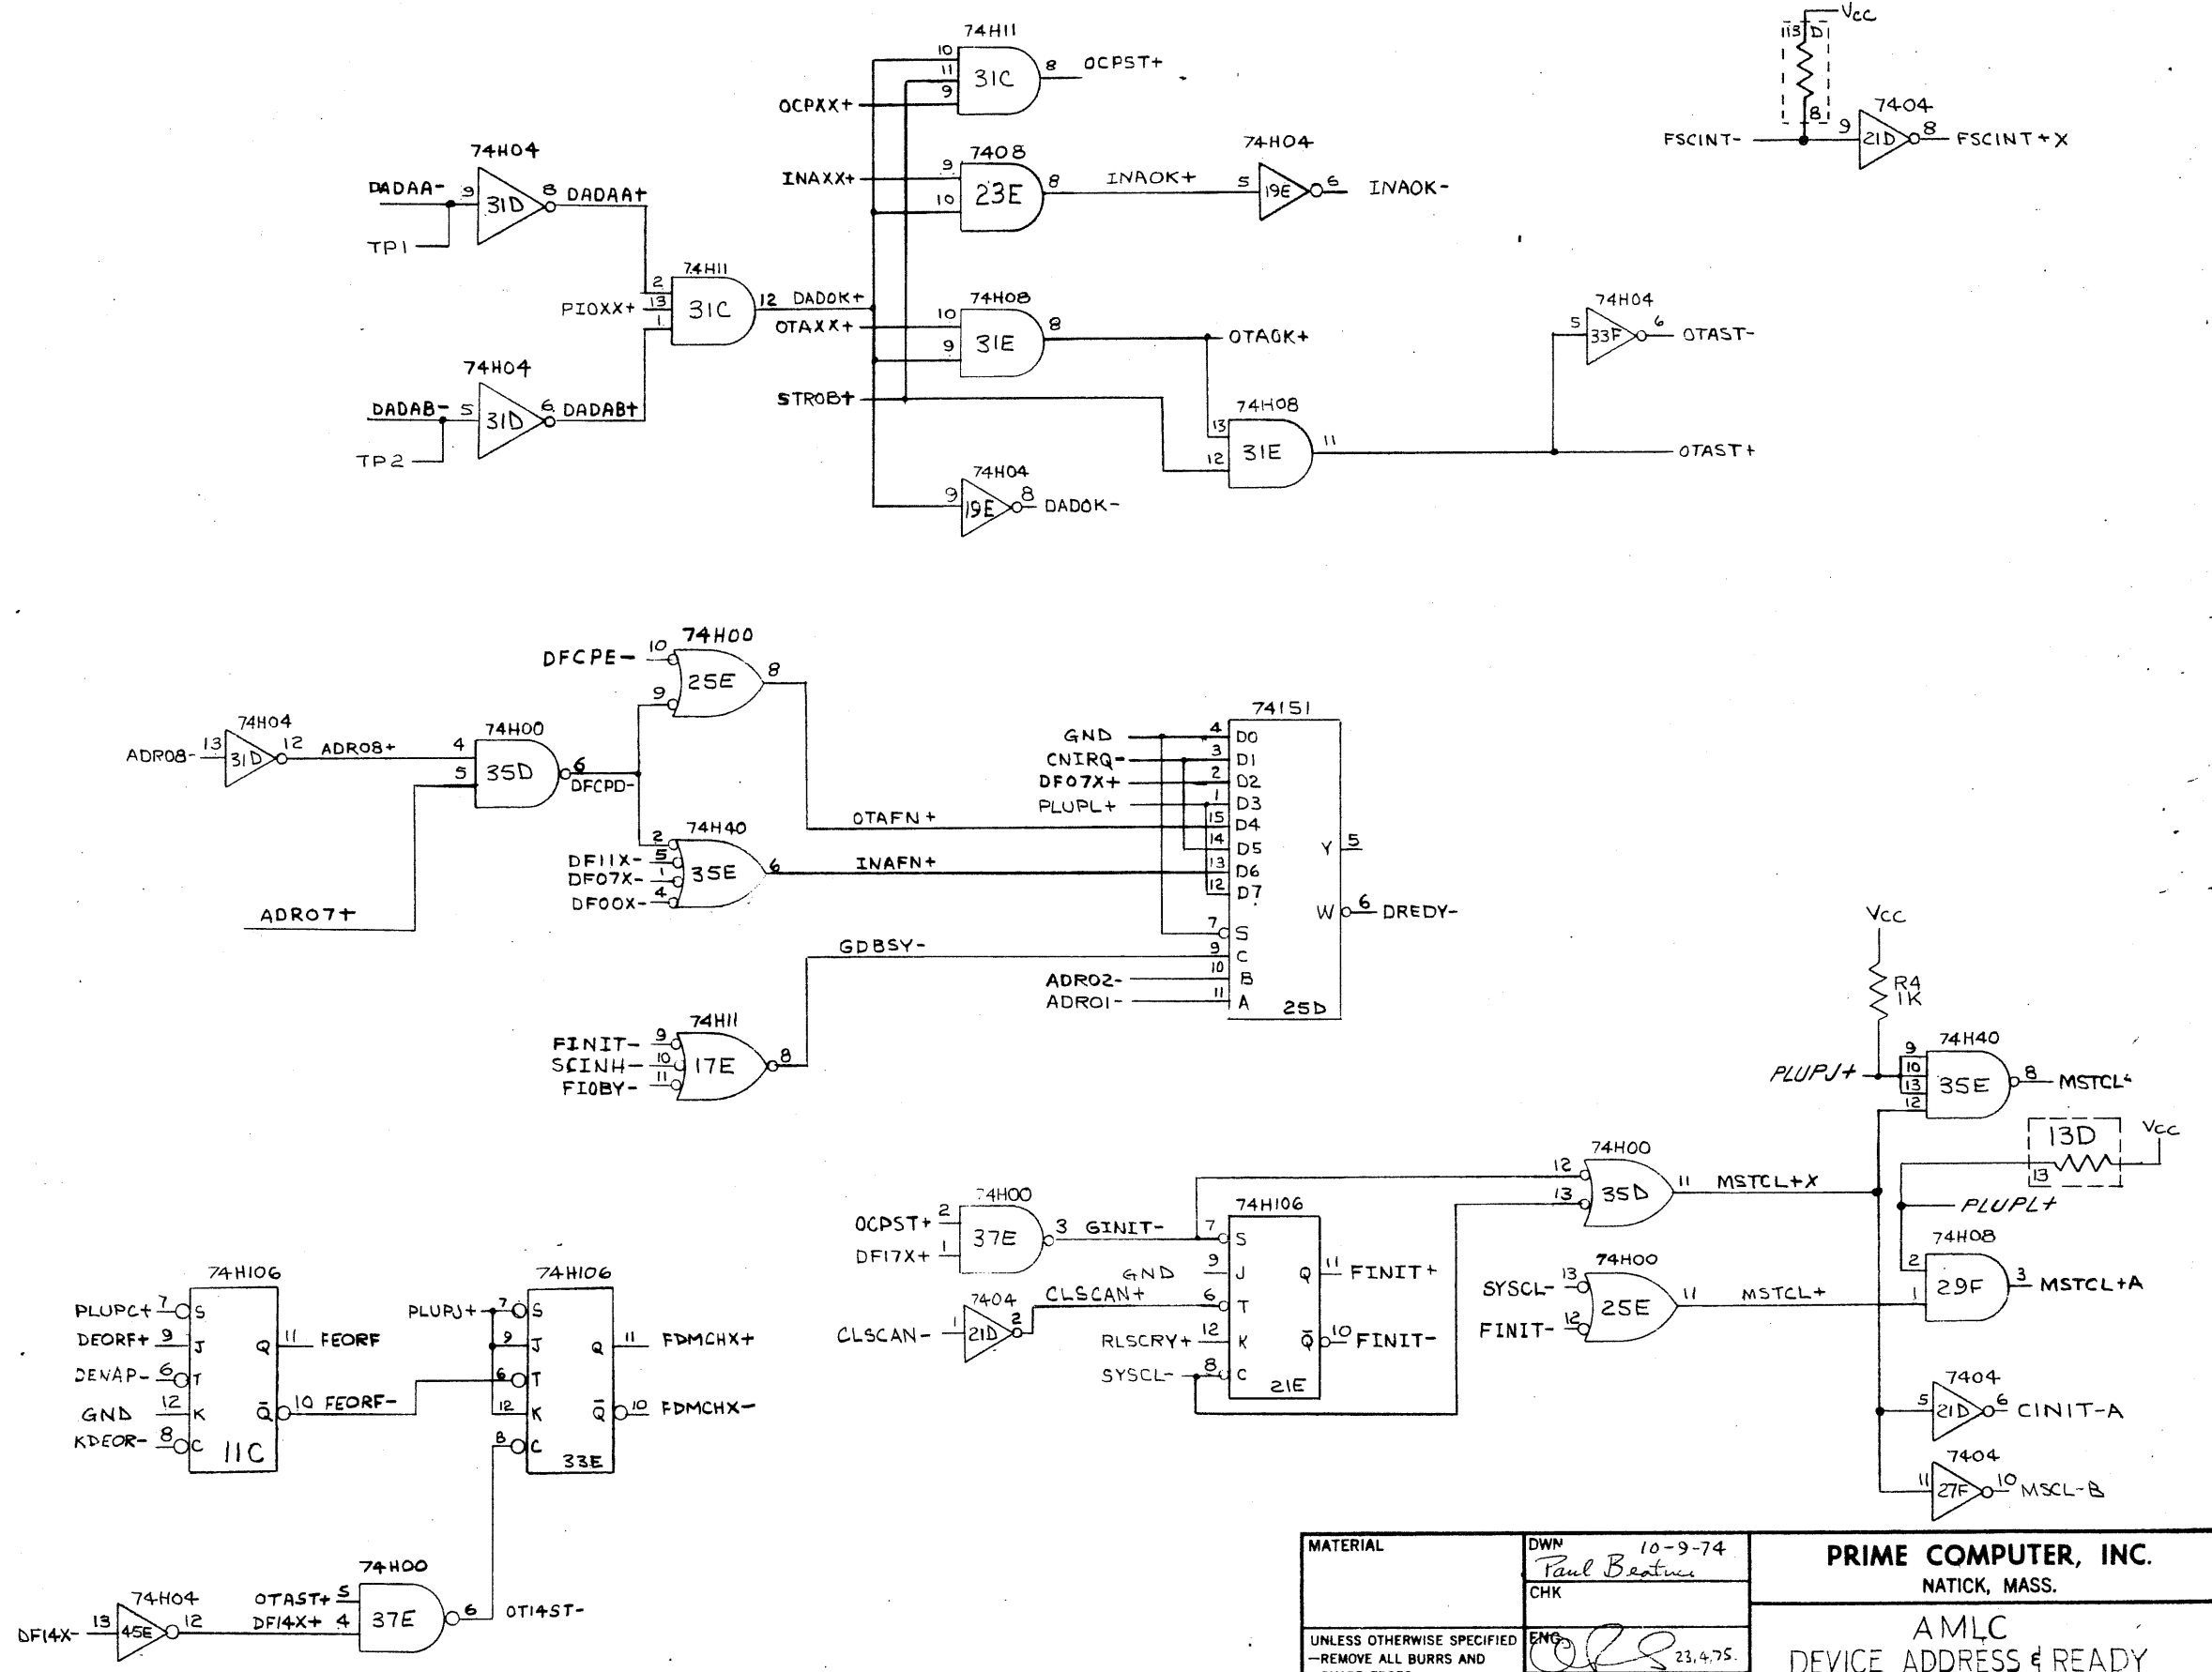 74H11
10
11
9
31C
8
OCPST+
OCPXX+
VCC
13
D
8
7404
FSCINT-
9
21D
8
FSCINT+X
74H04
DADAA-
9
31D
8
DADAA+
TP1
7408
INAXX+
9
10
23E
8
INAOK+
74H04
5
19E
6
INAOK-
74H11
2
13
1
PIOXX+
31C
12
DADOK+
74H08
OTAXX+
10
9
31E
8
OTAOK+
74H04
5
33F
6
OTAST-
74H04
DADAB-
5
31D
6
DADAB+
TP2
STROB+
74H08
13
12
31E
11
OTAST+
74H04
9
19E
8
DADOK-
74H00
DFCPE-
10
9
25E
8
74H04
ADR08-
13
31D
12
ADR08+
74H00
4
5
35D
6
DFCPD-
ADR07+
74H40
2
DF11X-
5
DF07X-
1
DF00X-
4
35E
6
OTAFN+
INAFN+
74151
GND
4
D0
CNIRQ-
3
D1
DF07X+
2
D2
PLUPL+
1
D3
15
D4
14
D5
13
D6
12
D7
Y
5
W
6
DREDY-
7
S
GDBSY-
9
C
ADR02-
10
B
ADR01-
11
A
25D
74H11
FINIT-
9
SCINH-
10
FIOBY-
11
17E
8
VCC
R4
1K
74H40
PLUPJ+
9
10
13
12
35E
8
MSTCL-
13D
13
VCC
PLUPL+
74H00
12
13
35D
11
MSTCL+X
74H08
2
1
29F
3
MSTCL+A
74H00
OCPST+
2
DF17X+
1
37E
3
GINIT-
74H106
7
S
GND
9
J
Q
11
FINIT+
7404
CLSCAN-
1
21D
2
CLSCAN+
6
T
RLSCRY+
12
K
Q̄
10
FINIT-
SYSCL-
8
C
21E
74H00
SYSCL-
13
FINIT-
12
25E
11
MSTCL+
7404
5
21D
6
CINIT-A
7404
11
27F
10
MSCL-B
74H106
PLUPC+
7
S
DEORF+
9
J
Q
11
FEORF
DENAP-
6
T
GND
12
K
Q̄
10
FEORF-
KDEOR-
8
C
11C
74H106
PLUPJ+
7
S
9
J
Q
11
FDMCHX+
6
T
12
K
Q̄
10
FDMCHX-
8
C
33E
74H04
DF14X-
13
45E
12
74H00
OTAST+
5
DF14X+
4
37E
6
OT14ST-
MATERIAL
DWN
10-9-74
CHK
UNLESS OTHERWISE SPECIFIED
-REMOVE ALL BURRS AND
ENG
23.4.75.
PRIME COMPUTER, INC.
NATICK, MASS.
AMLC
DEVICE ADDRESS & READY